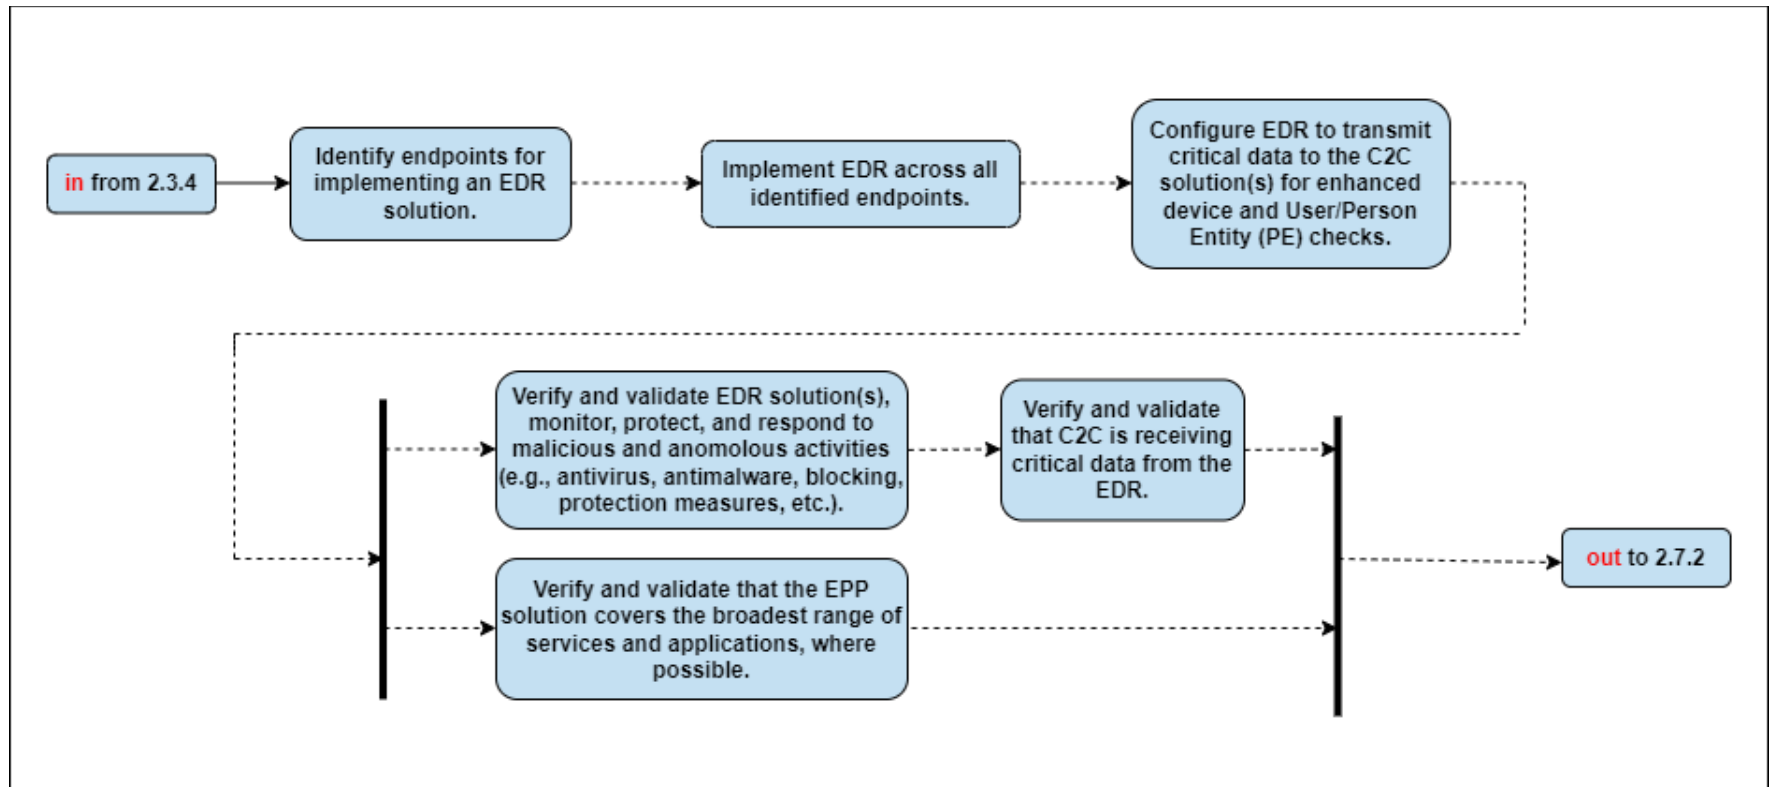 in from 2.3.4
Identify endpoints for
implementing an EDR
solution.
Implement EDR across all
identified endpoints.
Configure EDR to transmit
critical data to the C2C
solution(s) for enhanced
device and User/Person
Entity (PE) checks.
Verify and validate EDR solution(s),
monitor, protect, and respond to
malicious and anomolous activities
(e.g., antivirus, antimalware, blocking,
protection measures, etc.).
Verify and validate
that C2C is receiving
critical data from the
EDR.
Verify and validate that the EPP
solution covers the broadest range of
services and applications, where
possible.
out to 2.7.2